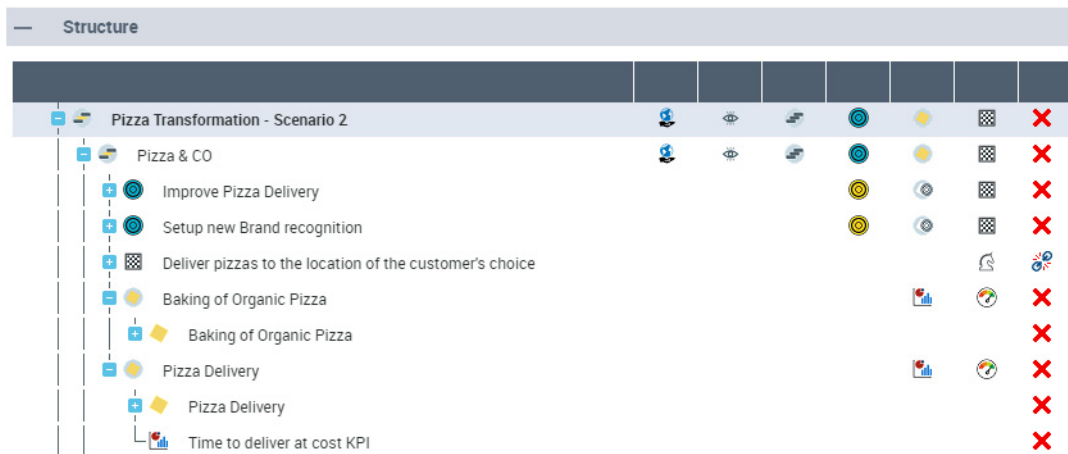 Structure
Pizza Transformation - Scenario 2
Pizza & CO
Improve Pizza Delivery
Setup new Brand recognition
Deliver pizzas to the location of the customer's choice
Baking of Organic Pizza
Baking of Organic Pizza
Pizza Delivery
Pizza Delivery
Time to deliver at cost KPI